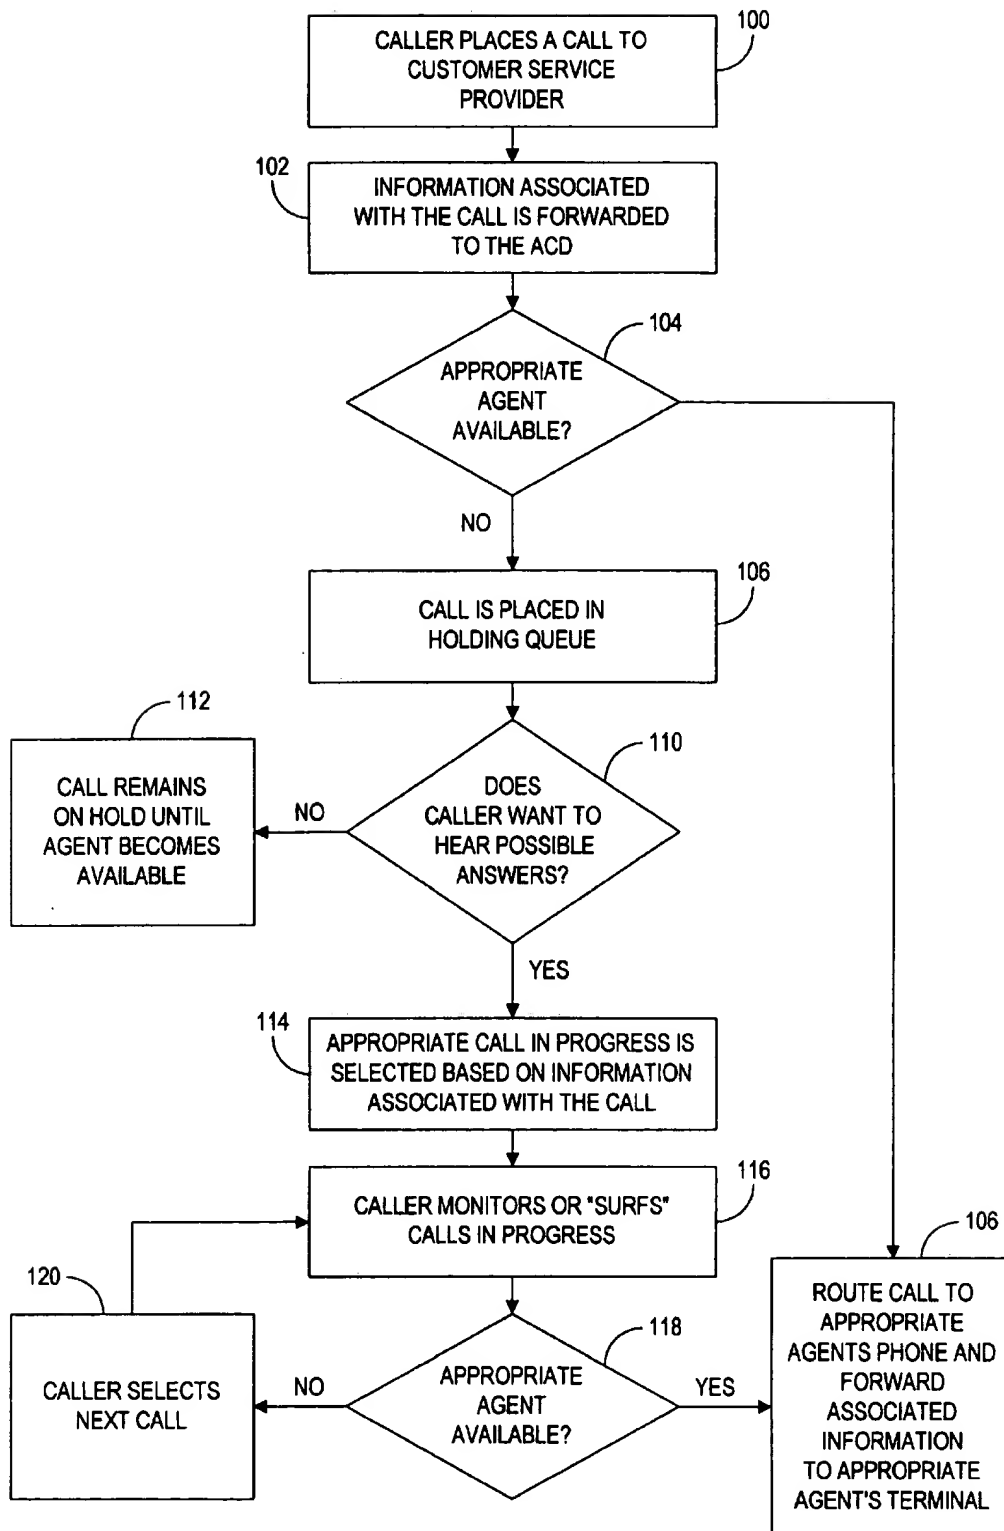 100
CALLER PLACES A CALL TO
CUSTOMER SERVICE
PROVIDER
102
INFORMATION ASSOCIATED
WITH THE CALL IS FORWARDED
TO THE ACD
104
APPROPRIATE
AGENT
AVAILABLE?
NO
106
CALL IS PLACED IN
HOLDING QUEUE
112
CALL REMAINS
ON HOLD UNTIL
AGENT BECOMES
AVAILABLE
NO
110
DOES
CALLER WANT TO
HEAR POSSIBLE
ANSWERS?
YES
114
APPROPRIATE CALL IN PROGRESS IS
SELECTED BASED ON INFORMATION
ASSOCIATED WITH THE CALL
116
CALLER MONITORS OR "SURFS"
CALLS IN PROGRESS
120
CALLER SELECTS
NEXT CALL
NO
118
APPROPRIATE
AGENT
AVAILABLE?
YES
106
ROUTE CALL TO
APPROPRIATE
AGENTS PHONE AND
FORWARD
ASSOCIATED
INFORMATION
TO APPROPRIATE
AGENT'S TERMINAL